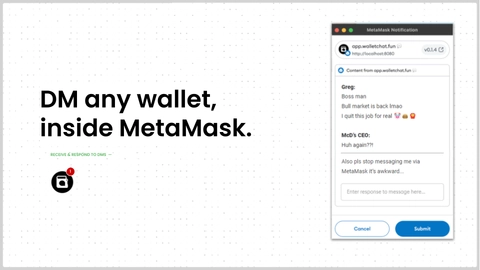 DM any wallet,
inside MetaMask.
RECEIVE & RESPOND TO DMS →
1
MetaMask Notification
app.walletchat.fun
http://localhost:8080
v0.1.4
Content from app.walletchat.fun
Greg:
Boss man
Bull market is back lmao
I quit this job for real
McD's CEO:
Huh again??!
Also pls stop messaging me via
MetaMask it's awkward...
Enter response to message here...
Cancel
Submit